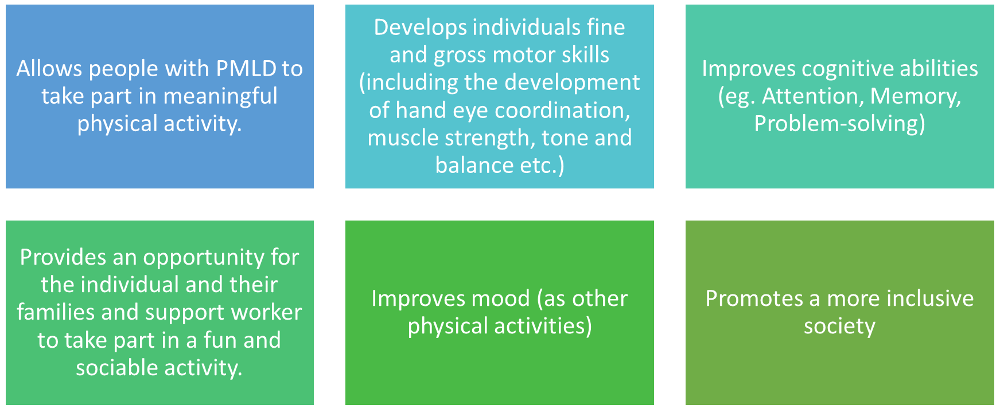 Allows people with PMLD to
take part in meaningful
physical activity.
Develops individuals fine
and gross motor skills
(including the development
of hand eye coordination,
muscle strength, tone and
balance etc.)
Improves cognitive abilities
(eg. Attention, Memory,
Problem-solving)
Provides an opportunity for
the individual and their
families and support worker
to take part in a fun and
sociable activity.
Improves mood (as other
physical activities)
Promotes a more inclusive
society